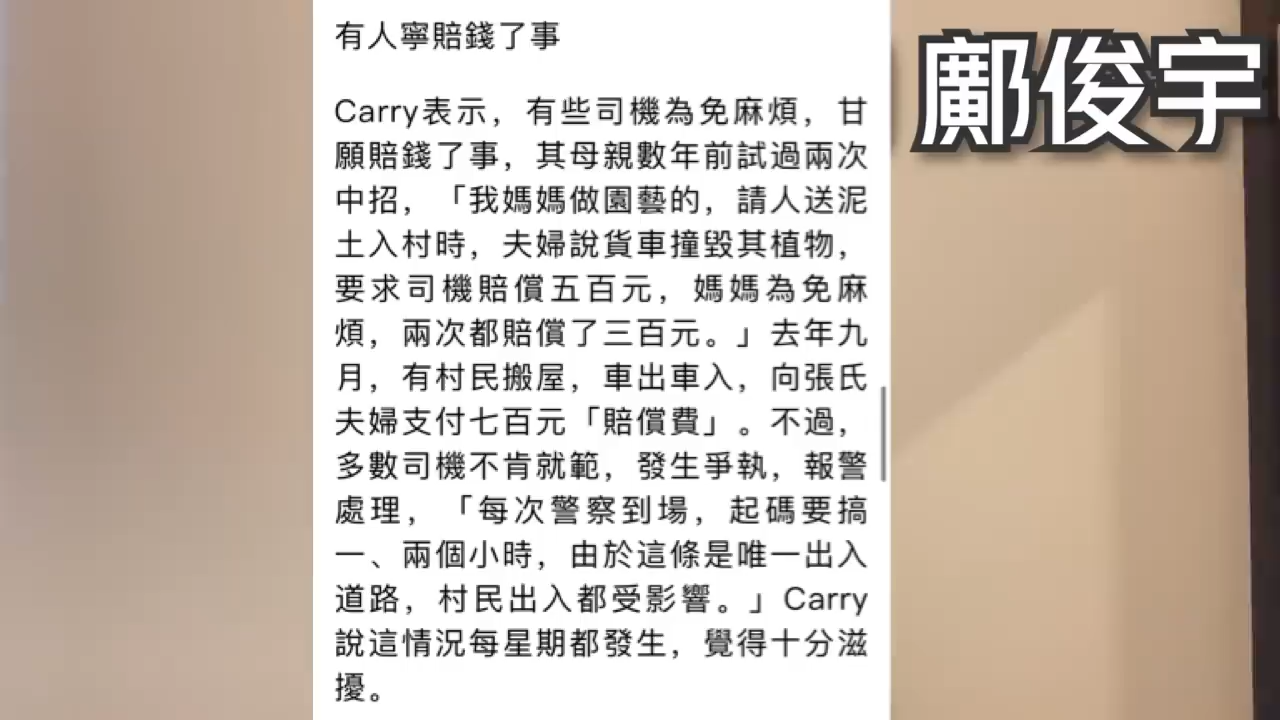 有人寧賠錢了事
Carry表示，有些司機為免麻煩，甘
願賠錢了事，其母親數年前試過兩次
中招，「我媽媽做園藝的，請人送泥
土入村時，夫婦說貨車撞毀其植物，
要求司機賠償五百元，媽媽為免麻
煩，兩次都賠償了三百元。」去年九
月，有村民搬屋，車出車入，向張氏
夫婦支付七百元「賠償費」。不過，
多數司機不肯就範，發生爭執，報警
處理，「每次警察到場，起碼要搞
一、兩個小時，由於這條是唯一出入
道路，村民出入都受影響。」Carry
說這情況每星期都發生，覺得十分滋
擾。
鄺俊宇